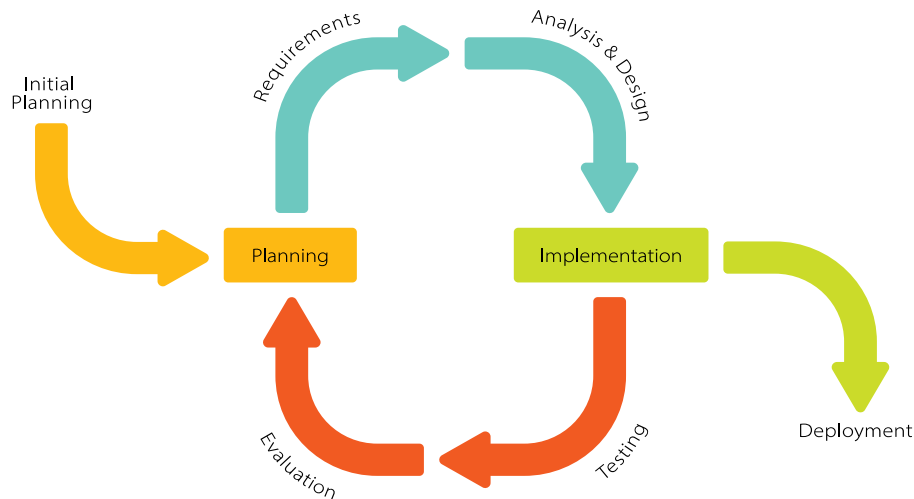 Initial
Planning
Requirements
Analysis & Design
Planning
Implementation
Evaluation
Testing
Deployment